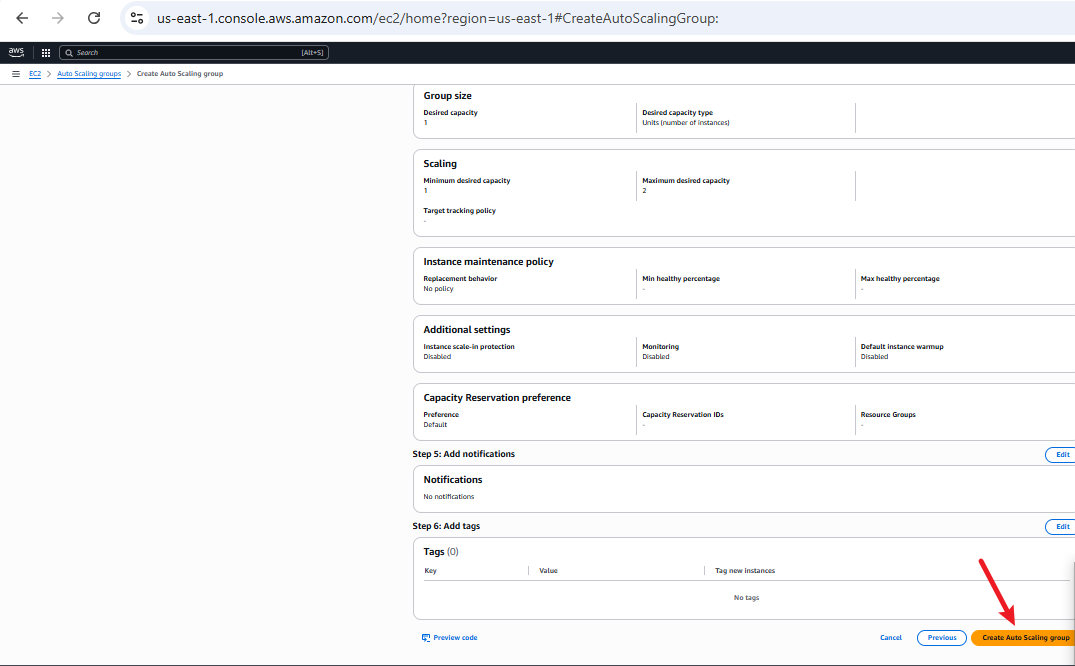 us-east-1.console.aws.amazon.com/ec2/home?region=us-east-1#CreateAutoScalingGroup:
aws Search [Alt+S]
EC2 > Auto Scaling groups > Create Auto Scaling group
Group size
Desired capacity Desired capacity type
1 Units (number of instances)
Scaling
Minimum desired capacity Maximum desired capacity
1 2
Target tracking policy
-
Instance maintenance policy
Replacement behavior Min healthy percentage Max healthy percentage
No policy - -
Additional settings
Instance scale-in protection Monitoring Default instance warmup
Disabled Disabled Disabled
Capacity Reservation preference
Preference Capacity Reservation IDs Resource Groups
Default - -
Step 5: Add notifications Edit
Notifications
No notifications
Step 6: Add tags Edit
Tags (0)
Key Value Tag new instances
No tags
Preview code Cancel Previous Create Auto Scaling group